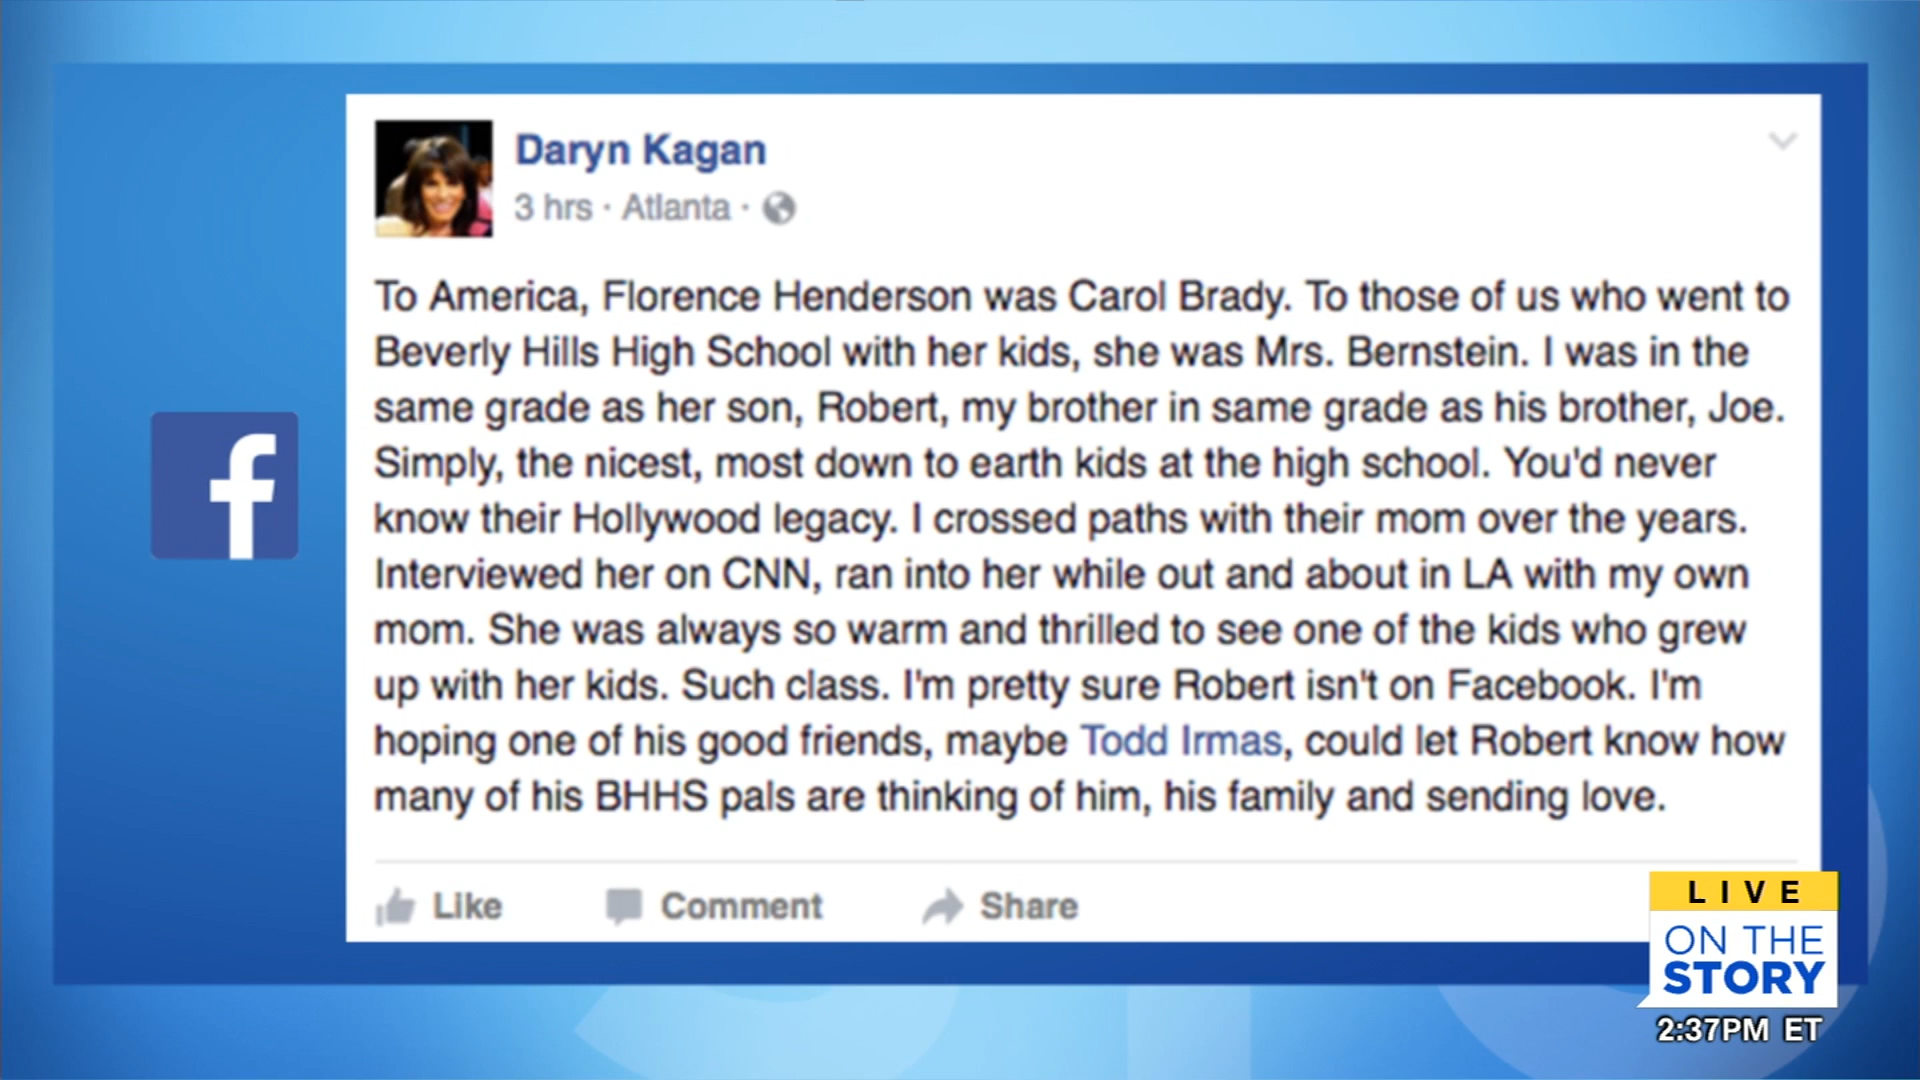 Daryn Kagan
3 hrs · Atlanta ·
To America, Florence Henderson was Carol Brady. To those of us who went to
Beverly Hills High School with her kids, she was Mrs. Bernstein. I was in the
same grade as her son, Robert, my brother in same grade as his brother, Joe.
Simply, the nicest, most down to earth kids at the high school. You'd never
know their Hollywood legacy. I crossed paths with their mom over the years.
Interviewed her on CNN, ran into her while out and about in LA with my own
mom. She was always so warm and thrilled to see one of the kids who grew
up with her kids. Such class. I'm pretty sure Robert isn't on Facebook. I'm
hoping one of his good friends, maybe Todd Irmas, could let Robert know how
many of his BHHS pals are thinking of him, his family and sending love.
f
Like Comment Share
LIVE
ON THE
STORY
2:37PM ET